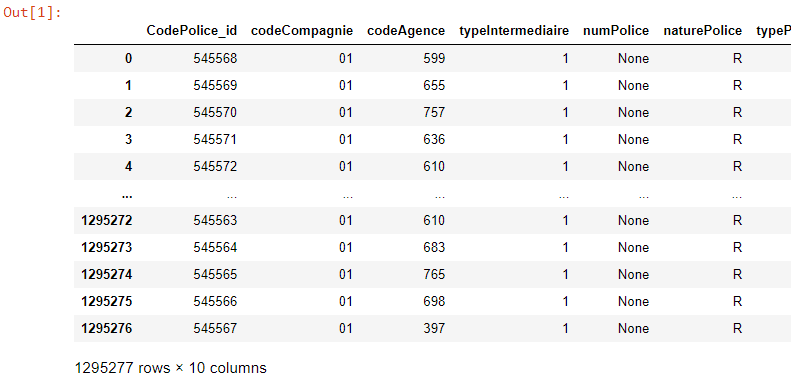 Out[1]:
CodePolice_id codeCompagnie codeAgence typeIntermediaire numPolice naturePolice typeP
0 545568 01 599 1 None R
1 545569 01 655 1 None R
2 545570 01 757 1 None R
3 545571 01 636 1 None R
4 545572 01 610 1 None R
... ... ... ... ... ... ...
1295272 545563 01 610 1 None R
1295273 545564 01 683 1 None R
1295274 545565 01 765 1 None R
1295275 545566 01 698 1 None R
1295276 545567 01 397 1 None R
1295277 rows × 10 columns